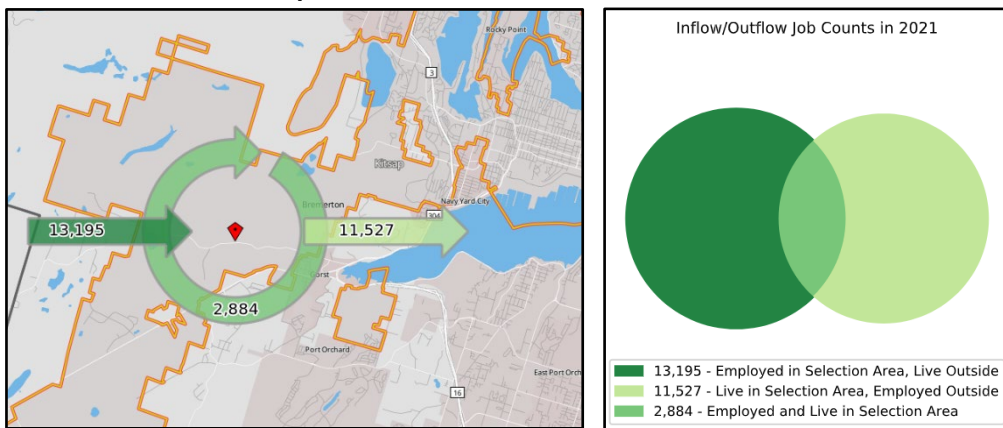 Rocky Point
3
Kitsap
Bremerton
Navy Yard City
304
13,195
11,527
Gorst
2,884
Port Orchard
East Port Orch
16
Inflow/Outflow Job Counts in 2021
13,195 - Employed in Selection Area, Live Outside
11,527 - Live in Selection Area, Employed Outside
2,884 - Employed and Live in Selection Area